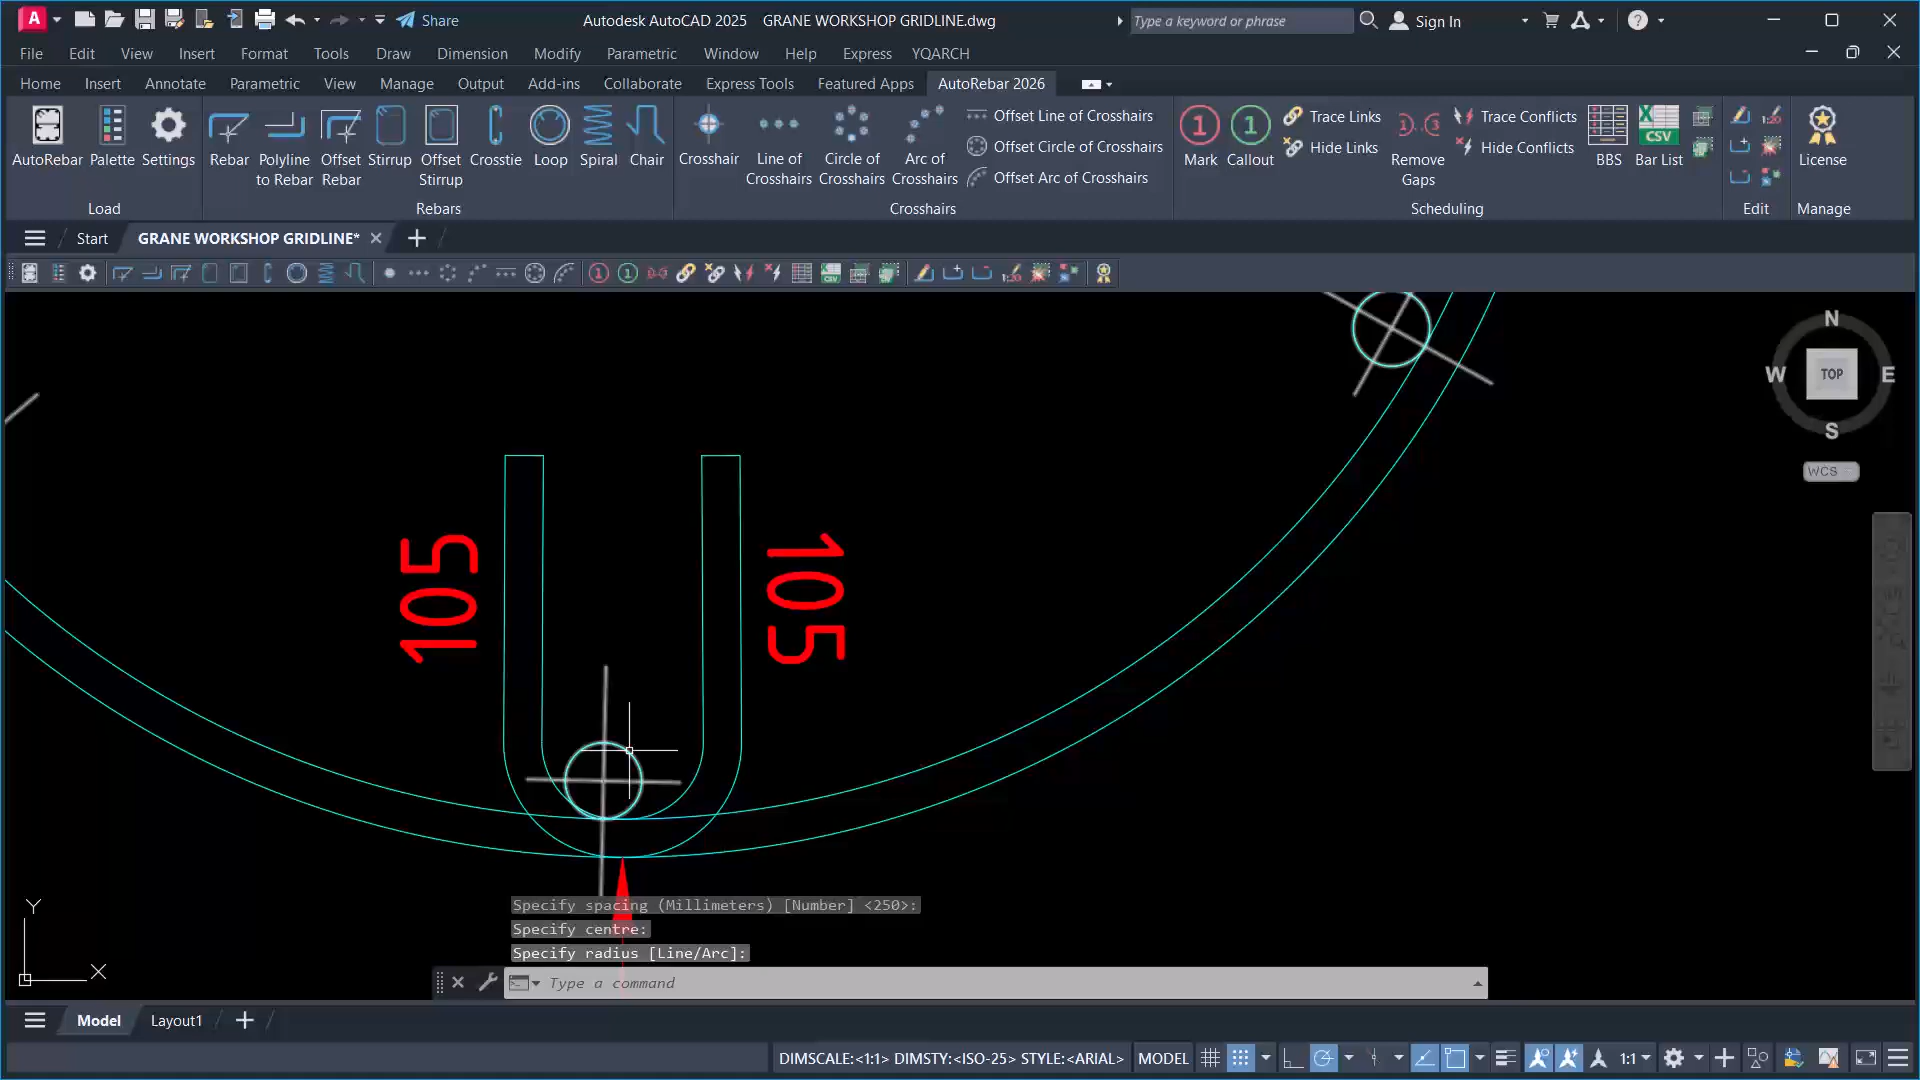 A Share Autodesk AutoCAD 2025 GRANE WORKSHOP GRIDLINE.dwg Type a keyword or phrase Sign In
File Edit View Insert Format Tools Draw Dimension Modify Parametric Window Help Express YQARCH
Home Insert Annotate Parametric View Manage Output Add-ins Collaborate Express Tools Featured Apps AutoRebar 2026
AutoRebar Palette Settings
Load
Rebar Polyline to Rebar Offset Rebar Stirrup Offset Stirrup Crosstie Loop Spiral Chair
Rebars
Crosshair Line of Crosshairs Circle of Crosshairs Arc of Crosshairs
Offset Line of Crosshairs
Offset Circle of Crosshairs
Offset Arc of Crosshairs
Crosshairs
1 Mark 1 Callout
Trace Links
Hide Links
1..3 Remove Gaps
Trace Conflicts
Hide Conflicts
BBS CSV Bar List
Scheduling
Edit
License
Manage
Start GRANE WORKSHOP GRIDLINE*
N
W TOP E
S
WCS
105
105
Y
X
Specify spacing (Millimeters) [Number] <250>:
Specify centre:
Specify radius [Line/Arc]:
Type a command
Model Layout1
DIMSCALE:<1:1> DIMSTY:<ISO-25> STYLE:<ARIAL> MODEL 1:1